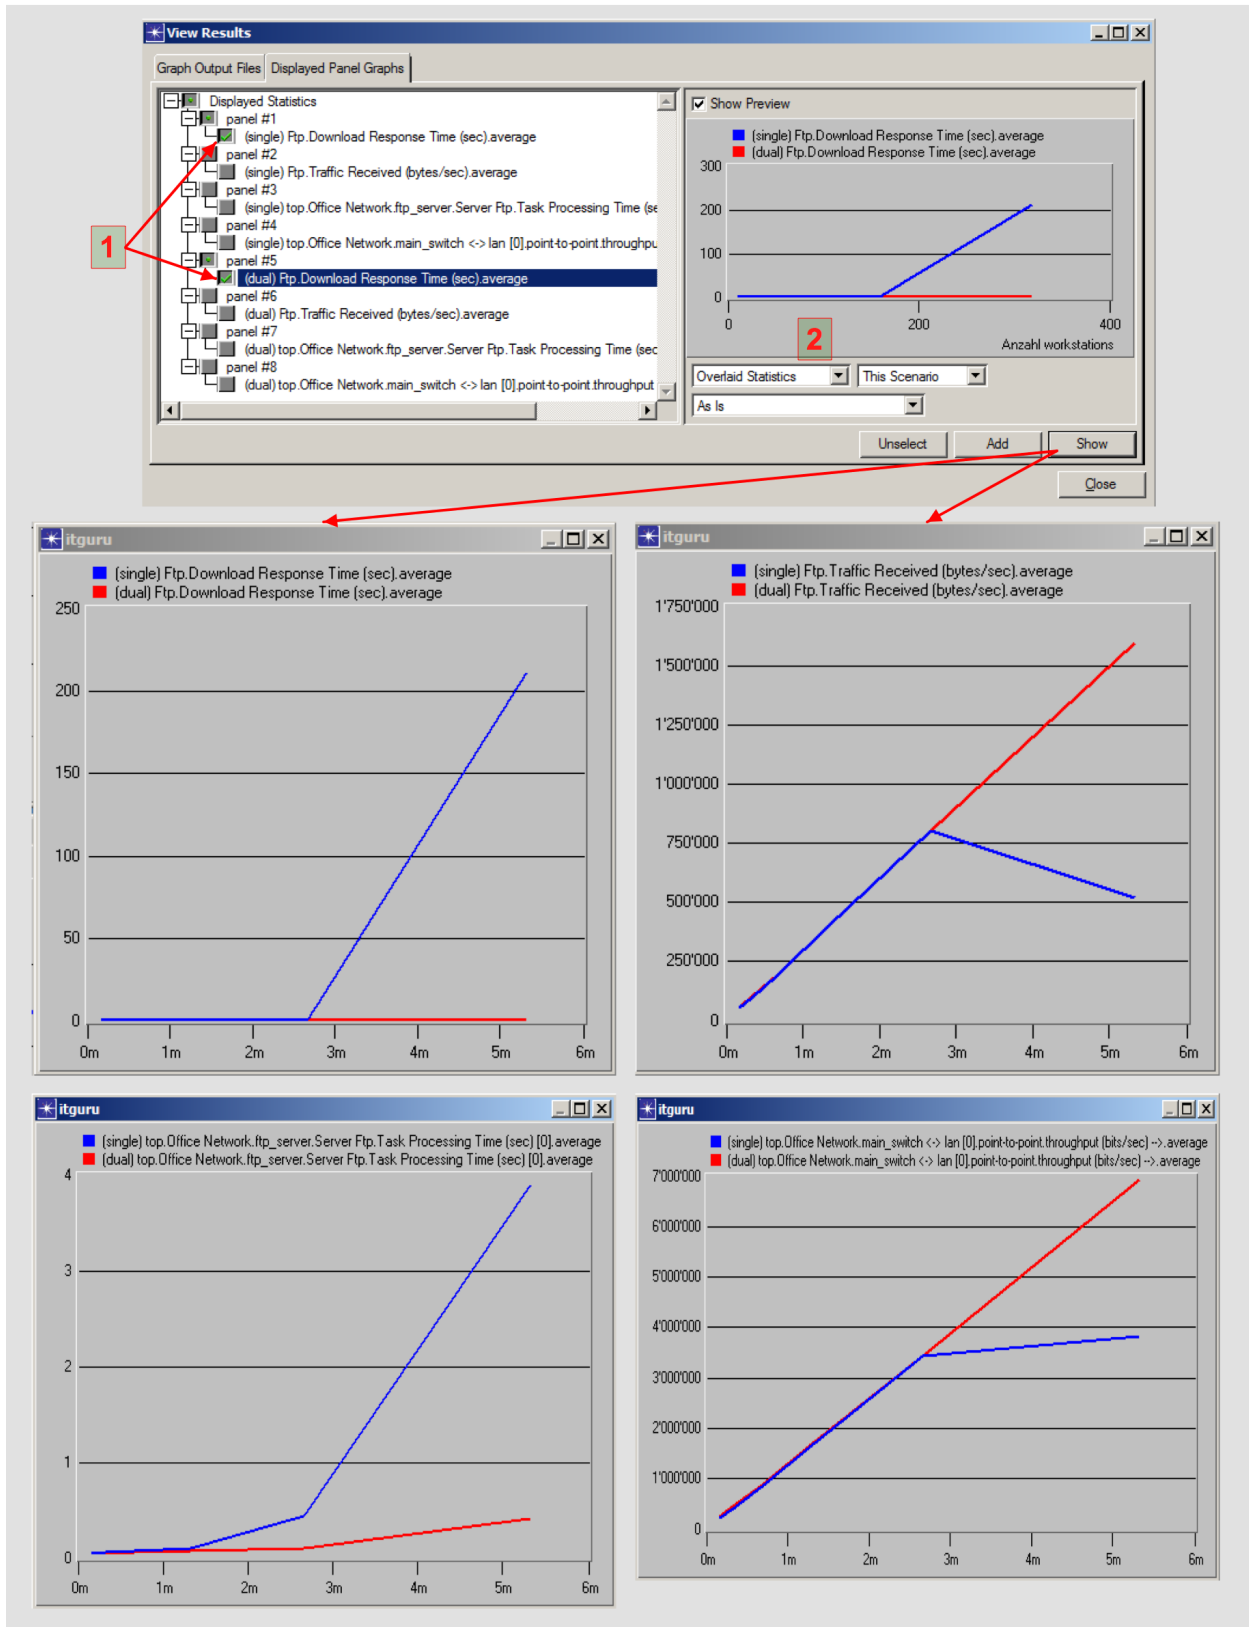 View Results
Graph Output Files
Displayed Panel Graphs
Displayed Statistics
panel #1
(single) Ftp.Download Response Time (sec).average
panel #2
(single) Ftp.Traffic Received (bytes/sec).average
panel #3
(single) top.Office Network.ftp_server.Server Ftp.Task Processing Time (se
panel #4
(single) top.Office Network.main_switch <-> lan [0].point-to-point.throughpu
panel #5
(dual) Ftp.Download Response Time (sec).average
panel #6
(dual) Ftp.Traffic Received (bytes/sec).average
panel #7
(dual) top.Office Network.ftp_server.Server Ftp.Task Processing Time (sec
panel #8
(dual) top.Office Network.main_switch <-> lan [0].point-to-point.throughput
1
Show Preview
(single) Ftp.Download Response Time (sec).average
(dual) Ftp.Download Response Time (sec).average
300
200
100
0
0
200
400
2
Anzahl workstations
Overlaid Statistics
This Scenario
As Is
Unselect
Add
Show
Close
itguru
(single) Ftp.Download Response Time (sec).average
(dual) Ftp.Download Response Time (sec).average
250
200
150
100
50
0
0m 1m 2m 3m 4m 5m 6m
itguru
(single) Ftp.Traffic Received (bytes/sec).average
(dual) Ftp.Traffic Received (bytes/sec).average
1'750'000
1'500'000
1'250'000
1'000'000
750'000
500'000
250'000
0
0m 1m 2m 3m 4m 5m 6m
itguru
(single) top.Office Network.ftp_server.Server Ftp.Task Processing Time (sec) [0].average
(dual) top.Office Network.ftp_server.Server Ftp.Task Processing Time (sec) [0].average
4
3
2
1
0
0m 1m 2m 3m 4m 5m 6m
itguru
(single) top.Office Network.main_switch <-> lan [0].point-to-point.throughput (bits/sec) -->.average
(dual) top.Office Network.main_switch <-> lan [0].point-to-point.throughput (bits/sec) -->.average
7'000'000
6'000'000
5'000'000
4'000'000
3'000'000
2'000'000
1'000'000
0
0m 1m 2m 3m 4m 5m 6m